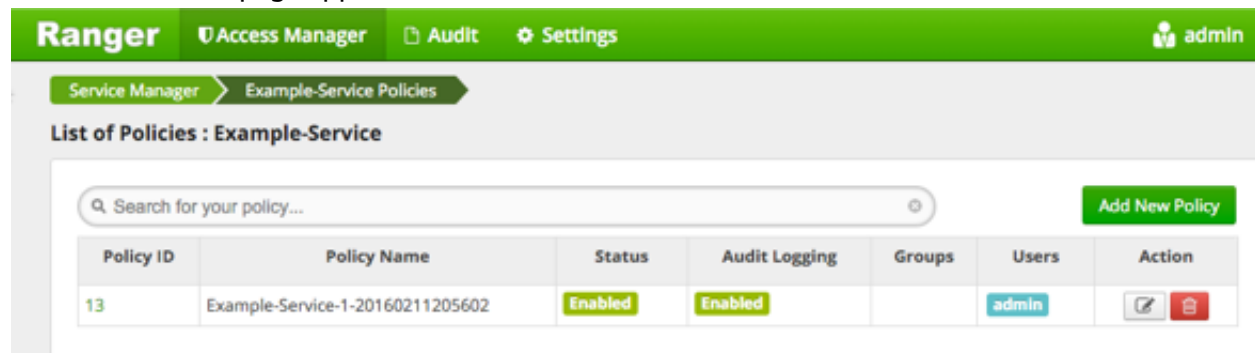 Ranger Access Manager Audit Settings admin
Service Manager Example-Service Policies
List of Policies : Example-Service
Search for your policy... Add New Policy
Policy ID Policy Name Status Audit Logging Groups Users Action
13 Example-Service-1-20160211205602 Enabled Enabled admin